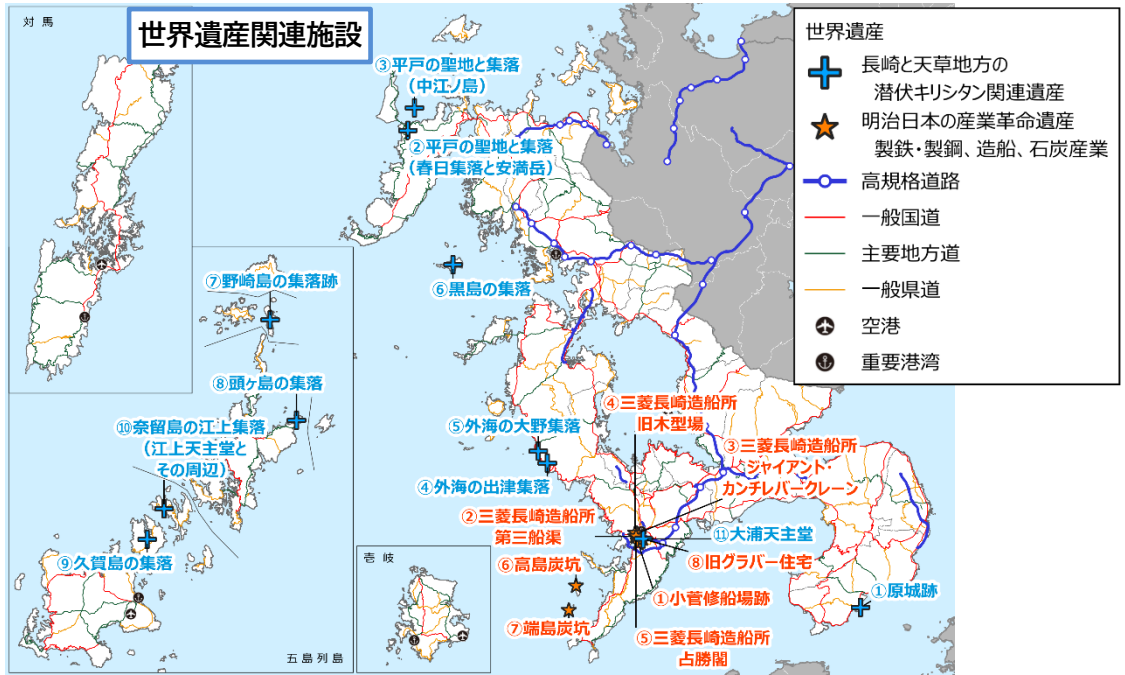 対馬
世界遺産関連施設
③平戸の聖地と集落
（中江ノ島）
②平戸の聖地と集落
（春日集落と安満岳）
⑥黒島の集落
⑦野崎島の集落跡
⑧頭ヶ島の集落
⑩奈留島の江上集落
（江上天主堂と
その周辺）
⑨久賀島の集落
五島列島
壱岐
⑤外海の大野集落
④外海の出津集落
④三菱長崎造船所
旧木型場
③三菱長崎造船所
ジャイアント・
カンチレバークレーン
②三菱長崎造船所
第三船渠
⑪大浦天主堂
⑥高島炭坑
⑧旧グラバー住宅
①小菅修船場跡
①原城跡
⑦端島炭坑
⑤三菱長崎造船所
占勝閣
世界遺産
長崎と天草地方の
潜伏キリシタン関連遺産
明治日本の産業革命遺産
製鉄・製鋼、造船、石炭産業
高規格道路
一般国道
主要地方道
一般県道
空港
重要港湾